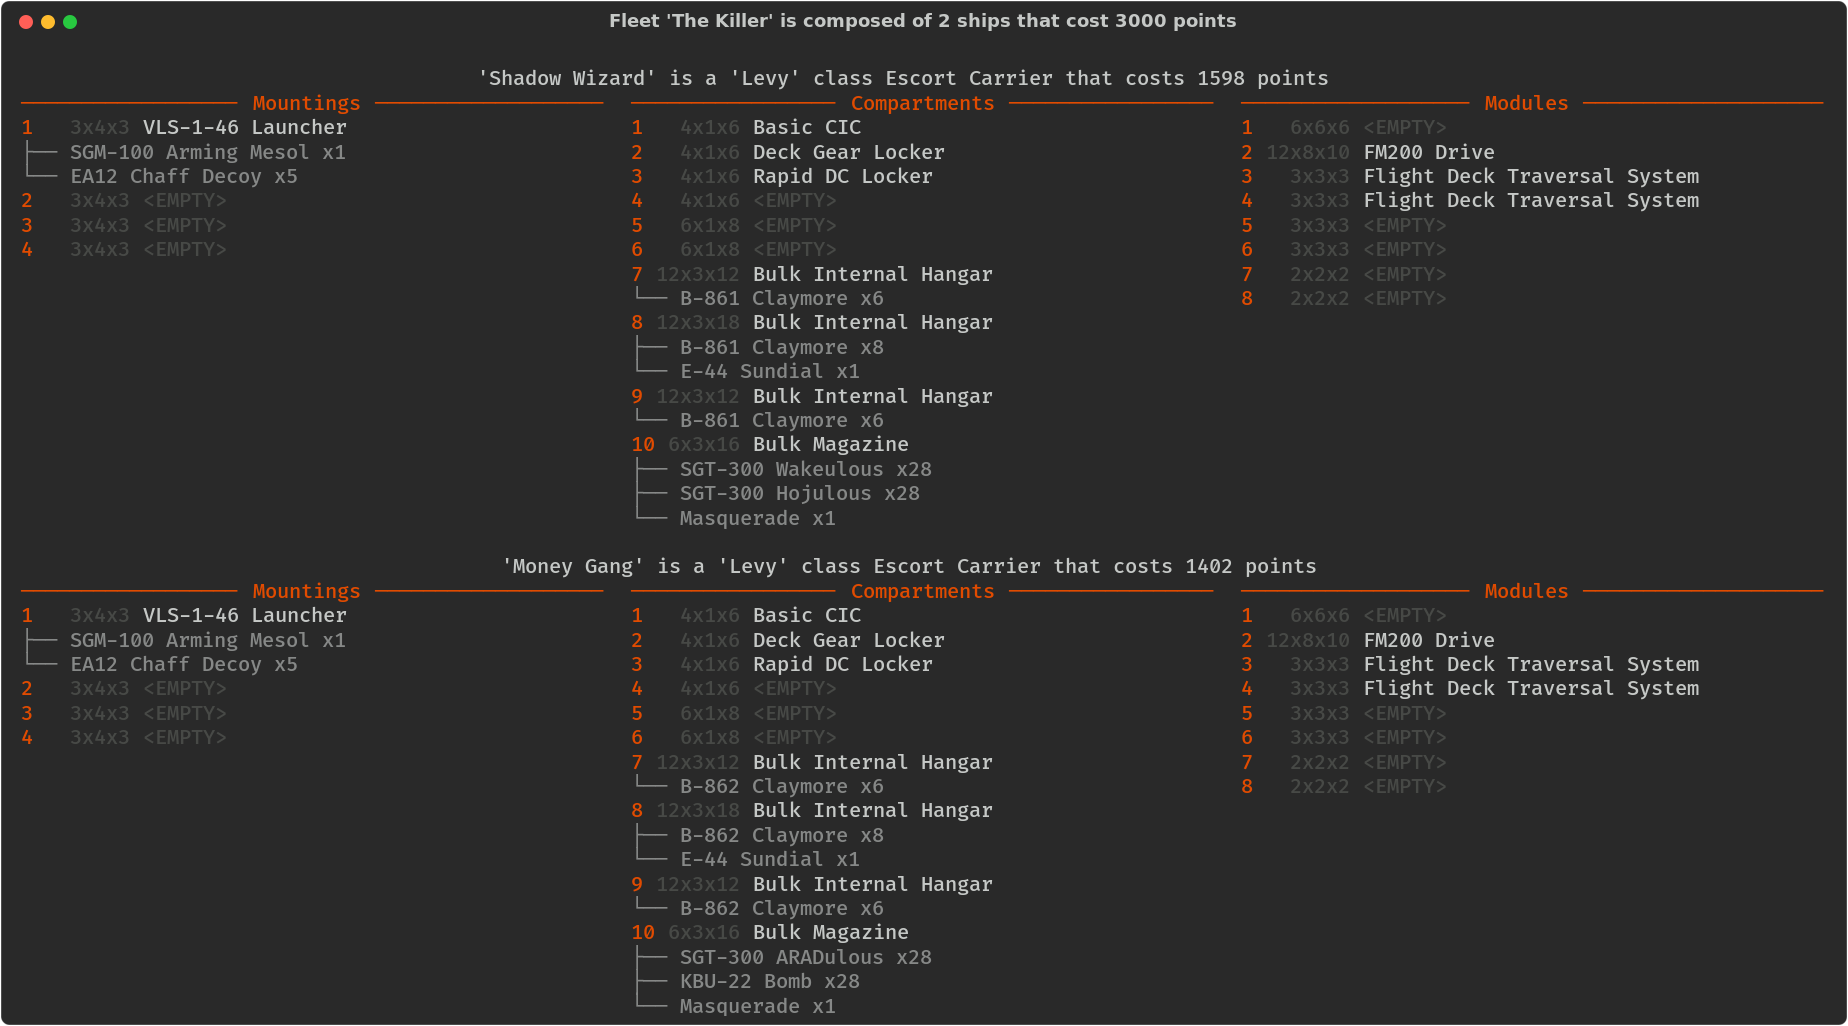 Fleet 'The Killer' is composed of 2 ships that cost 3000 points
'Shadow Wizard' is a 'Levy' class Escort Carrier that costs 1598 points
Mountings
1 3x4x3 VLS-1-46 Launcher
SGM-100 Arming Mesol x1
EA12 Chaff Decoy x5
2 3x4x3 <EMPTY>
3 3x4x3 <EMPTY>
4 3x4x3 <EMPTY>
Compartments
1 4x1x6 Basic CIC
2 4x1x6 Deck Gear Locker
3 4x1x6 Rapid DC Locker
4 4x1x6 <EMPTY>
5 6x1x8 <EMPTY>
6 6x1x8 <EMPTY>
7 12x3x12 Bulk Internal Hangar
B-861 Claymore x6
8 12x3x18 Bulk Internal Hangar
B-861 Claymore x8
E-44 Sundial x1
9 12x3x12 Bulk Internal Hangar
B-861 Claymore x6
10 6x3x16 Bulk Magazine
SGT-300 Wakeulous x28
SGT-300 Hojulous x28
Masquerade x1
Modules
1 6x6x6 <EMPTY>
2 12x8x10 FM200 Drive
3 3x3x3 Flight Deck Traversal System
4 3x3x3 Flight Deck Traversal System
5 3x3x3 <EMPTY>
6 3x3x3 <EMPTY>
7 2x2x2 <EMPTY>
8 2x2x2 <EMPTY>
'Money Gang' is a 'Levy' class Escort Carrier that costs 1402 points
Mountings
1 3x4x3 VLS-1-46 Launcher
SGM-100 Arming Mesol x1
EA12 Chaff Decoy x5
2 3x4x3 <EMPTY>
3 3x4x3 <EMPTY>
4 3x4x3 <EMPTY>
Compartments
1 4x1x6 Basic CIC
2 4x1x6 Deck Gear Locker
3 4x1x6 Rapid DC Locker
4 4x1x6 <EMPTY>
5 6x1x8 <EMPTY>
6 6x1x8 <EMPTY>
7 12x3x12 Bulk Internal Hangar
B-862 Claymore x6
8 12x3x18 Bulk Internal Hangar
B-862 Claymore x8
E-44 Sundial x1
9 12x3x12 Bulk Internal Hangar
B-862 Claymore x6
10 6x3x16 Bulk Magazine
SGT-300 ARADulous x28
KBU-22 Bomb x28
Masquerade x1
Modules
1 6x6x6 <EMPTY>
2 12x8x10 FM200 Drive
3 3x3x3 Flight Deck Traversal System
4 3x3x3 Flight Deck Traversal System
5 3x3x3 <EMPTY>
6 3x3x3 <EMPTY>
7 2x2x2 <EMPTY>
8 2x2x2 <EMPTY>